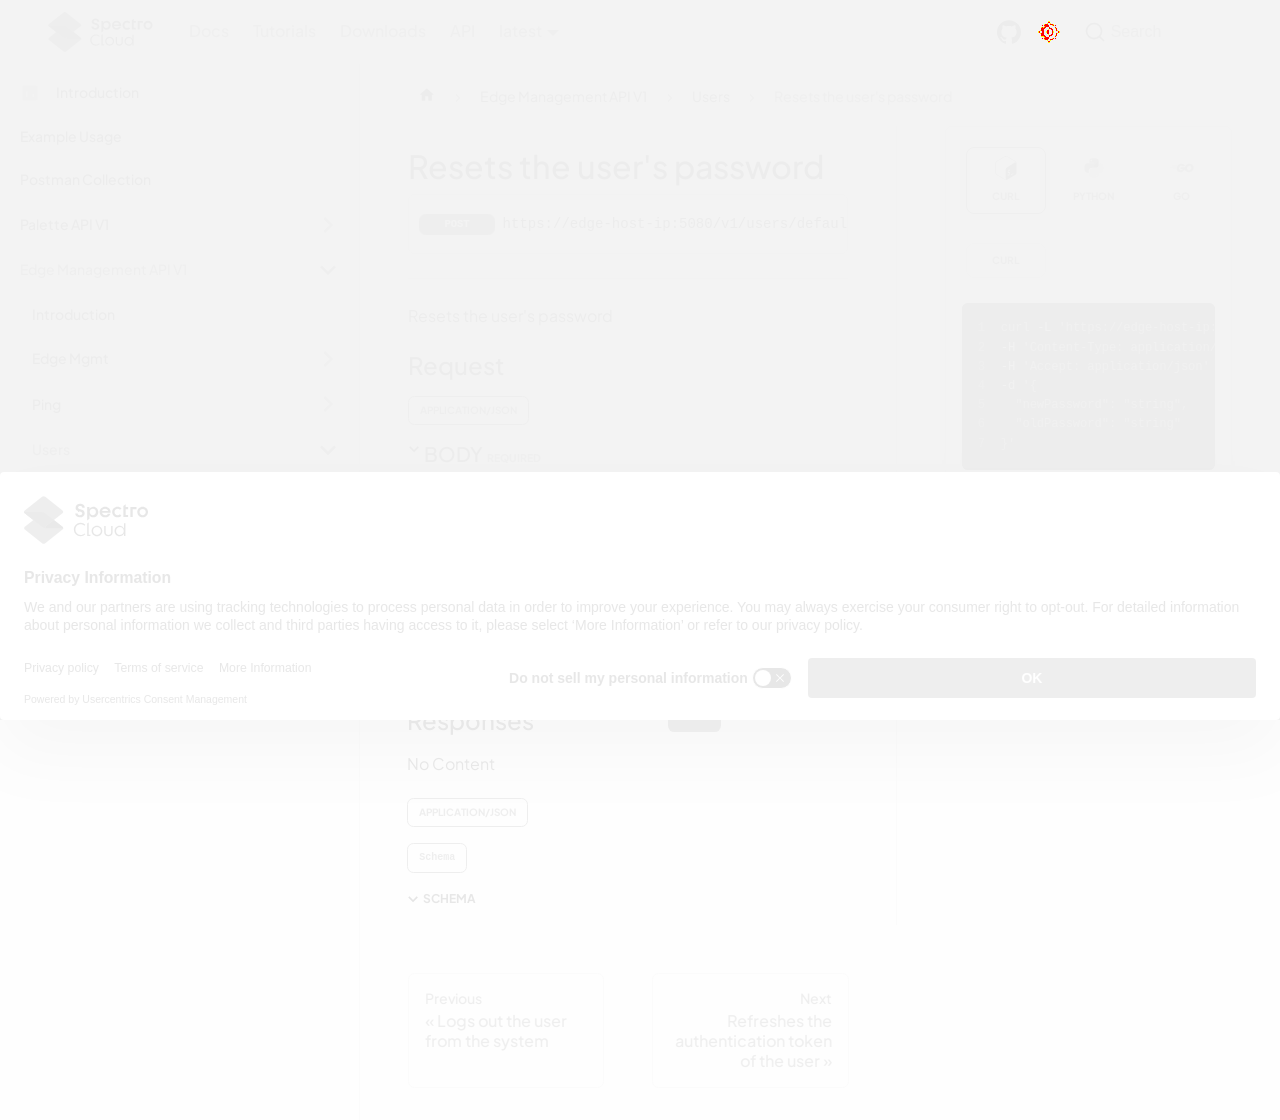 Spectro Cloud
Docs Tutorials Downloads API latest
Search
Introduction
Example Usage
Postman Collection
Palette API V1
Edge Management API V1
Introduction
Edge Mgmt
Ping
Users
Edge Management API V1
Users
Resets the user's password
Resets the user's password
POST
https://edge-host-ip:5080/v1/users/defaul
Resets the user's password
Request
APPLICATION/JSON
BODY required
CURL
PYTHON
GO
CURL
Spectro Cloud
Privacy Information
We and our partners are using tracking technologies to process personal data in order to improve your experience. You may always exercise your consumer right to opt-out. For detailed information
about personal information we collect and third parties having access to it, please select ‘More Information’ or refer to our privacy policy.
Privacy policy Terms of service More Information
Powered by Usercentrics Consent Management
Do not sell my personal information
OK
Responses
No Content
APPLICATION/JSON
Schema
SCHEMA
Previous
« Logs out the user
from the system
Next
Refreshes the
authentication token
of the user »